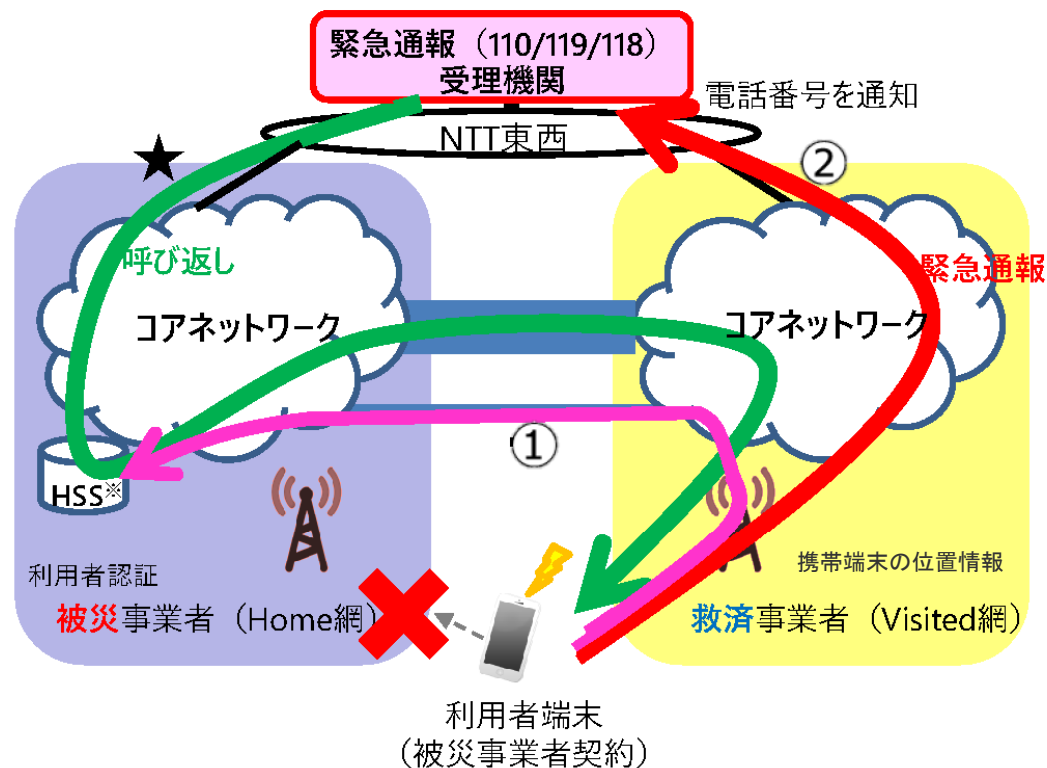 緊急通報（110/119/118）
受理機関
電話番号を通知
NTT東西
★
②
呼び返し
緊急通報
コアネットワーク
コアネットワーク
①
HSS※
利用者認証
携帯端末の位置情報
被災事業者（Home網）
救済事業者（Visited網）
利用者端末
（被災事業者契約）